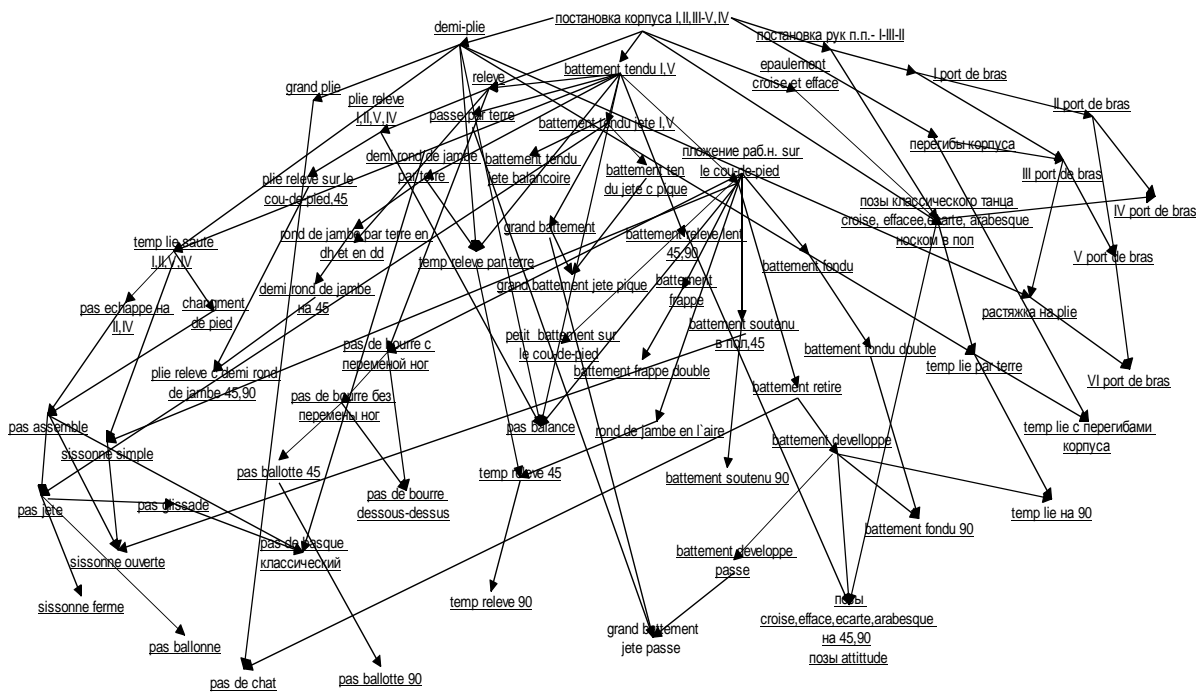 постановка корпуса I,II,III-V,IV
demi-plie
постановка рук п.п.- I-III-II
epaulement
croise et efface
I port de bras
battement tendu I,V
releve
grand plie
plie releve
I,II,V,IV
passe par terre
battement tendu jete I,V
II port de bras
перегибы корпуса
пложение раб.н. sur
le cou-de-pied
demi rond de jambe
par terre
battement tendu
jete balancoire
battement ten
du jete c pique
III port de bras
plie releve sur le
cou-de-pied,45
позы классического танца
croise, effacee,ecarte, arabesque
носком в пол
IV port de bras
temp lie saute
I,II,V,IV
rond de jambe par terre en
dh et en dd
grand battement
battement releve lent
45,90
temp releve par terre
battement fondu
V port de bras
grand battement jete pique
battement
frappe
demi rond de jambe
на 45
pas echappe на
II,IV
changment
de pied
растяжка на plie
petit battement sur
le cou-de-pied
battement soutenu
в пол,45
pas de bourre с
переменой ног
battement fondu double
temp lie par terre
plie releve c demi rond
de jambe 45,90
battement frappe double
battement retire
VI port de bras
pas de bourre без
перемены ног
pas assemble
pas balance
rond de jambe en l`aire
temp lie с перегибами
корпуса
sissonne simple
battement develloppe
pas ballotte 45
temp releve 45
battement soutenu 90
pas jete
pas glissade
pas de bourre
dessous-dessus
temp lie на 90
battement fondu 90
pas de basque
классический
sissonne ouverte
battement developpe
passe
sissonne ferme
temp releve 90
позы
croise,efface,ecarte,arabesque
на 45,90
позы attittude
grand battement
jete passe
pas ballonne
pas de chat
pas ballotte 90